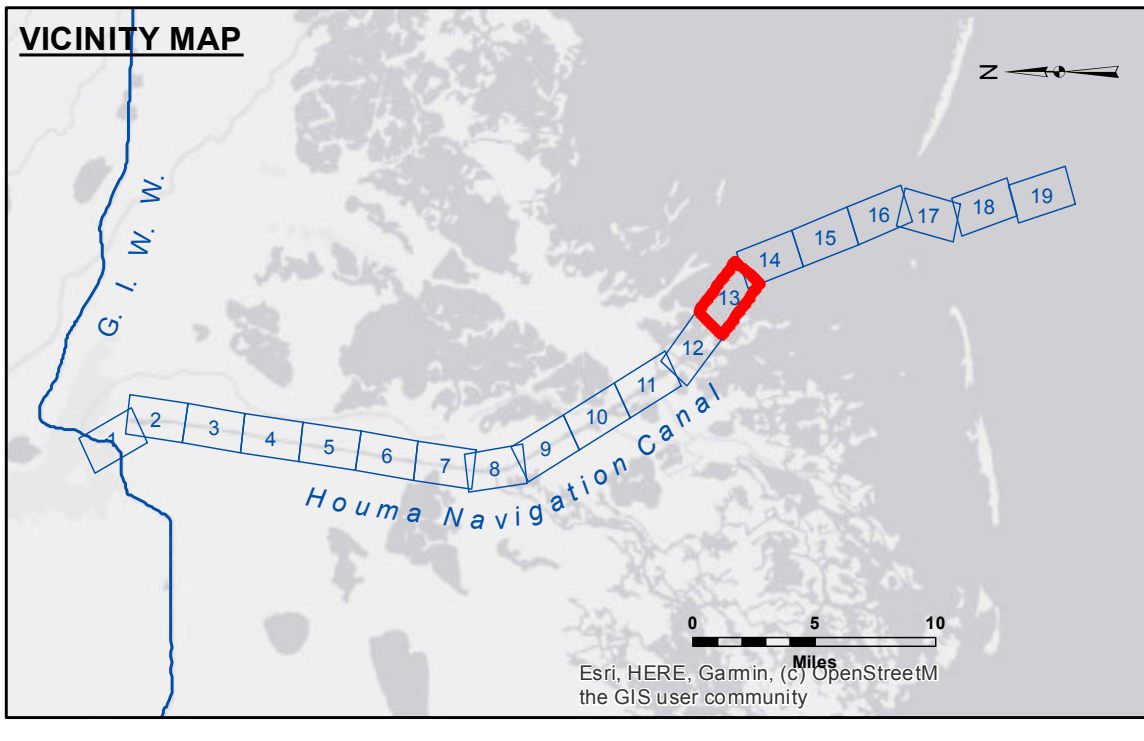 VICINITY MAP
N
G. I. W. W.
1
2
3
4
5
6
7
8
9
10
11
12
13
14
15
16
17
18
19
Houma Navigation Canal
0 5 10
Miles
Esri, HERE, Garmin, (c) OpenStreetM
the GIS user community